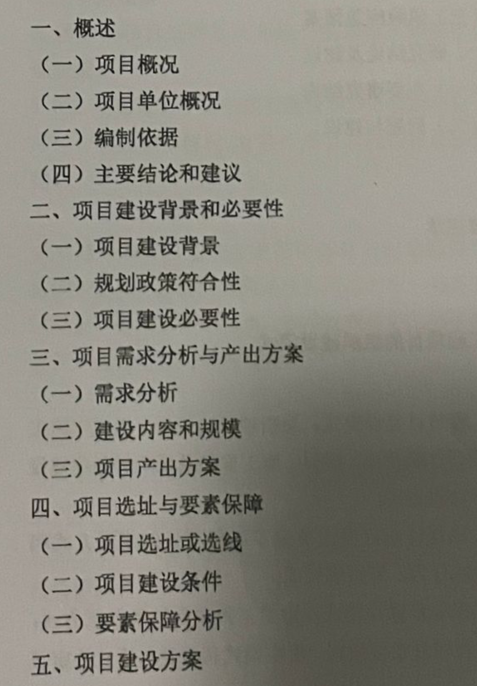 一、概述
（一）项目概况
（二）项目单位概况
（三）编制依据
（四）主要结论和建议
二、项目建设背景和必要性
（一）项目建设背景
（二）规划政策符合性
（三）项目建设必要性
三、项目需求分析与产出方案
（一）需求分析
（二）建设内容和规模
（三）项目产出方案
四、项目选址与要素保障
（一）项目选址或选线
（二）项目建设条件
（三）要素保障分析
五、项目建设方案